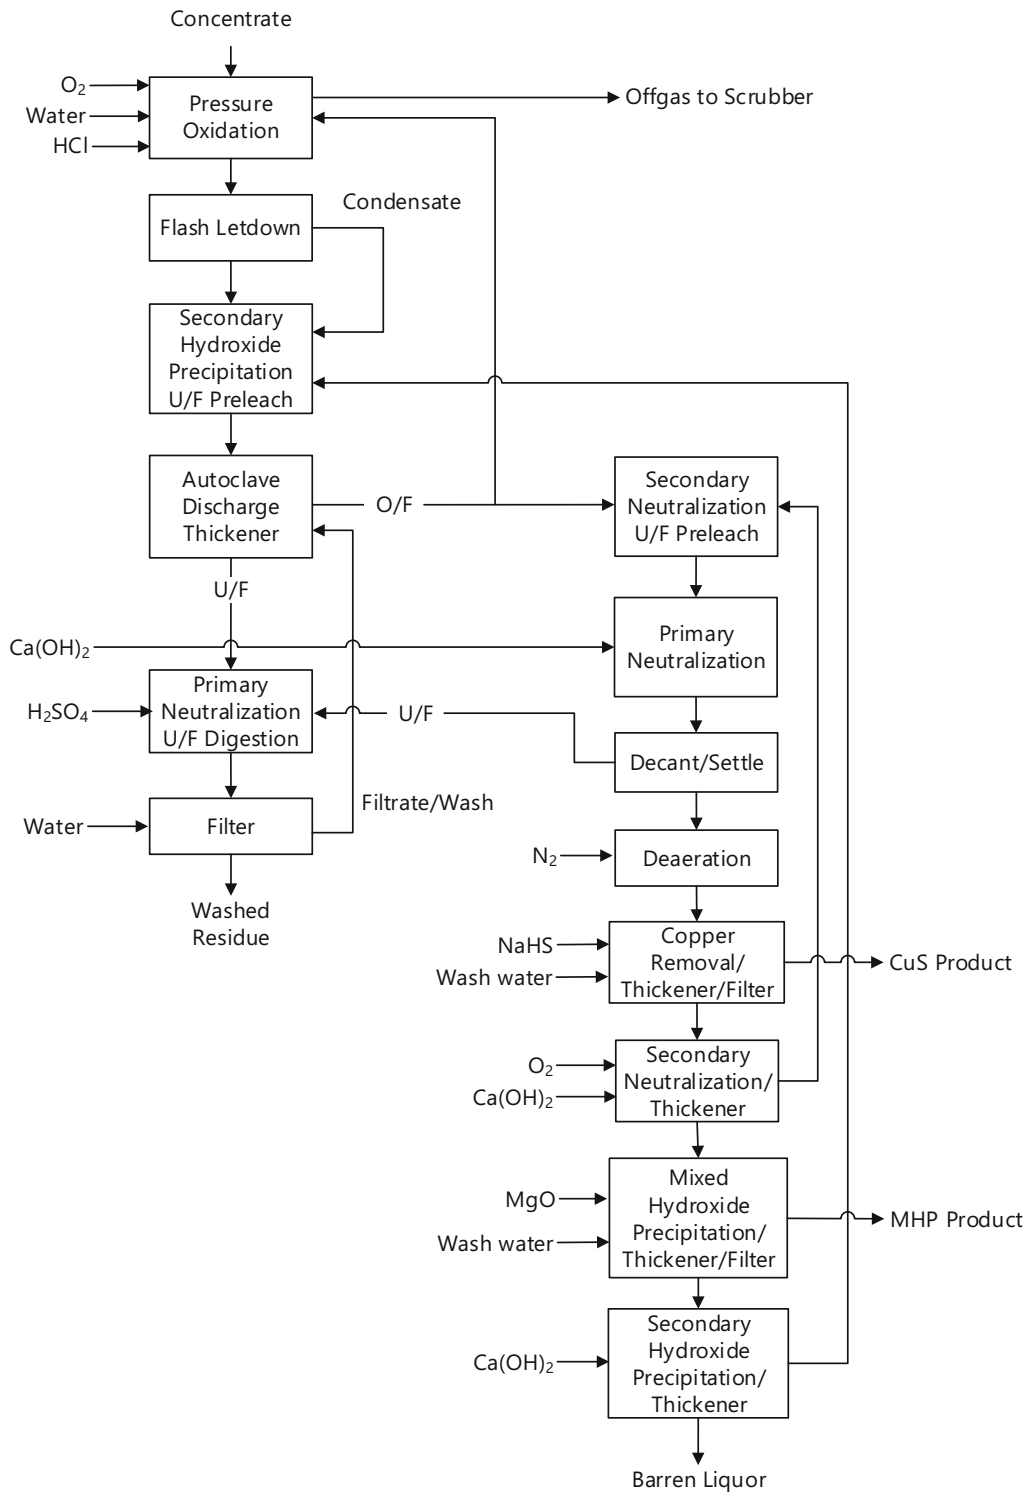 Concentrate
O₂
Water
HCl
Pressure
Oxidation
Offgas to Scrubber
Condensate
Flash Letdown
Secondary
Hydroxide
Precipitation
U/F Preleach
Autoclave
Discharge
Thickener
O/F
Secondary
Neutralization
U/F Preleach
U/F
Ca(OH)₂
Primary
Neutralization
H₂SO₄
Primary
Neutralization
U/F Digestion
U/F
Decant/Settle
Water
Filter
Filtrate/Wash
Washed
Residue
N₂
Deaeration
NaHS
Wash water
Copper
Removal/
Thickener/Filter
CuS Product
O₂
Ca(OH)₂
Secondary
Neutralization/
Thickener
MgO
Wash water
Mixed
Hydroxide
Precipitation/
Thickener/Filter
MHP Product
Ca(OH)₂
Secondary
Hydroxide
Precipitation/
Thickener
Barren Liquor